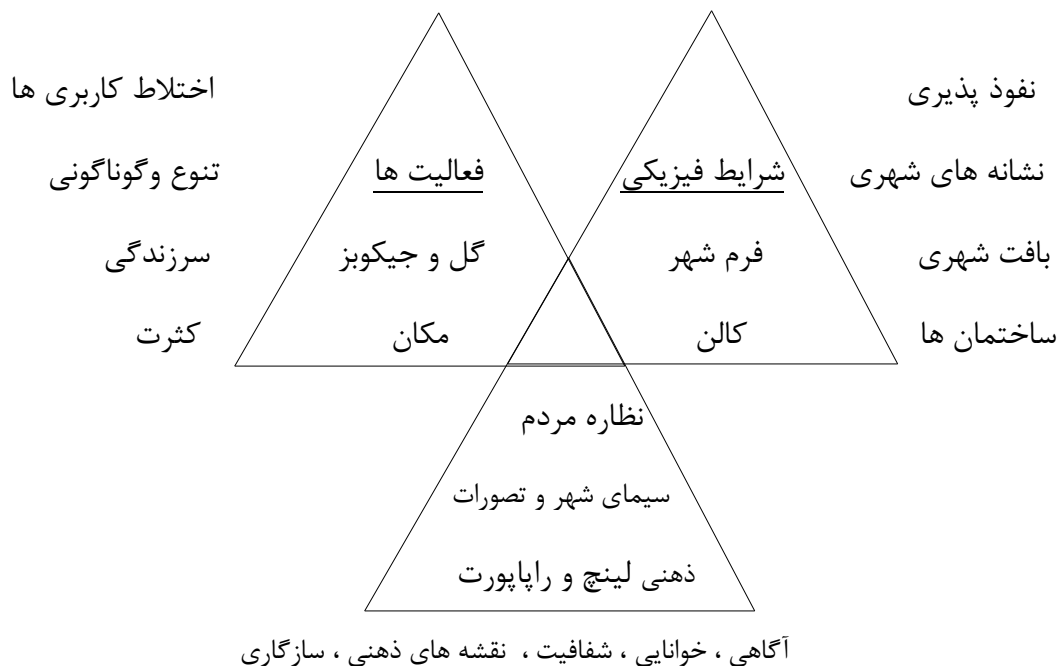 نفوذ پذیری
اختلاط کاربری ها
نشانه های شهری
شرایط فیزیکی
فعالیت ها
تنوع وگوناگونی
بافت شهری
فرم شهر
گل و جیکوبز
سرزندگی
ساختمان ها
کالن
مکان
کثرت
نظاره مردم
سیمای شهر و تصورات
ذهنی لینچ و راپاپورت
آگاهی ، خوانایی ، شفافیت ، نقشه های ذهنی ، سازگاری